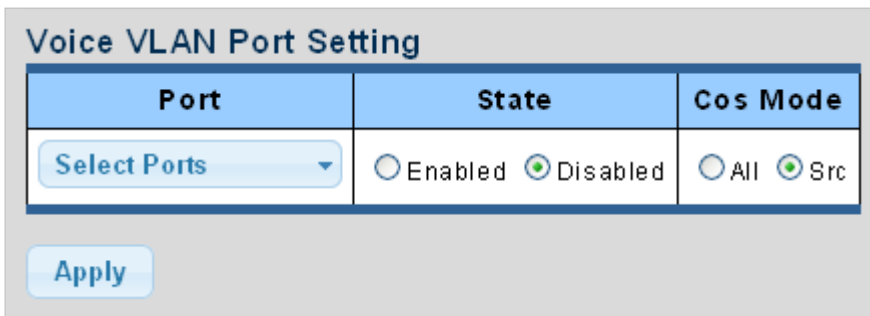 Voice VLAN Port Setting
Port State Cos Mode
Select Ports Enabled Disabled All Src
Apply